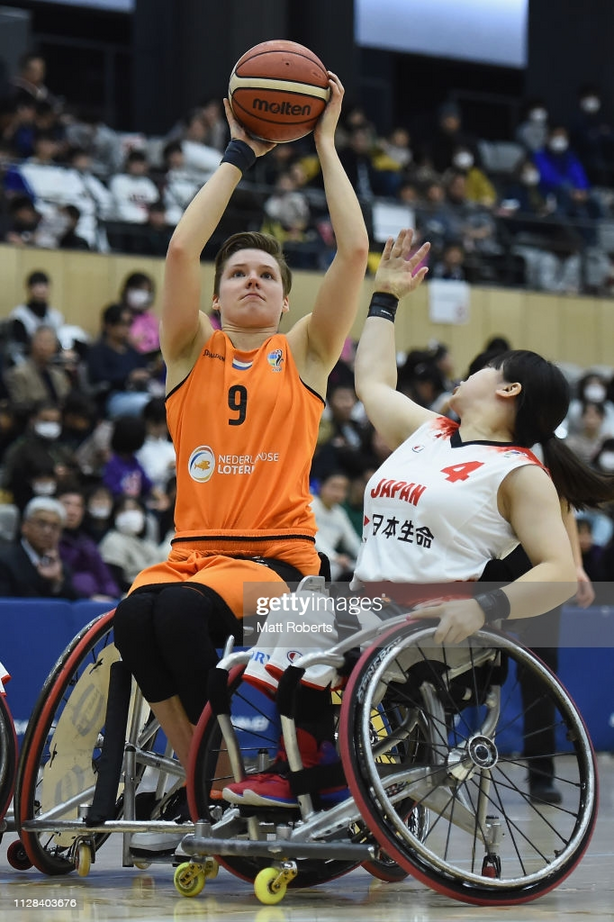 molten
9
NEDERLANDSE
LOTERIJ
4
JAPAN
日本生命
gettyimages
Matt Roberts
1128403676